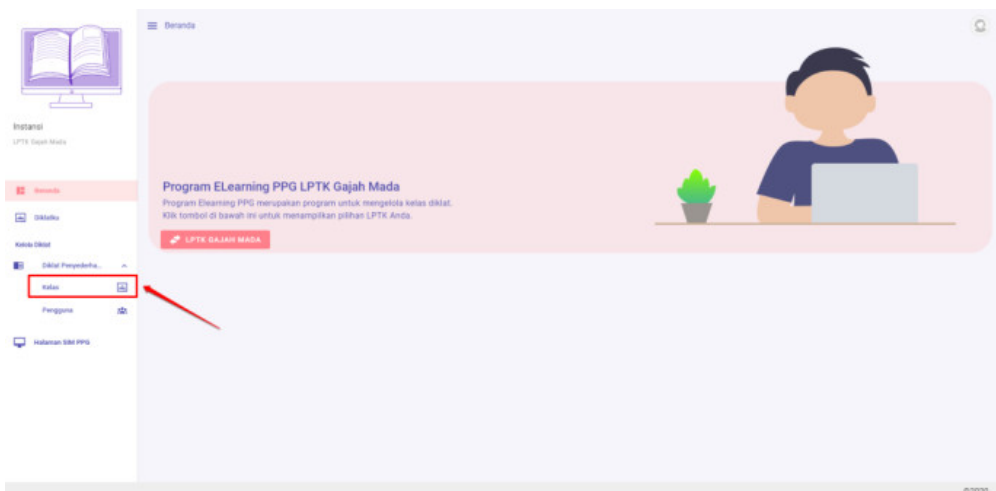 Beranda
Instansi
LPTK Gajah Mada
Beranda
Diklatku
Kelola Diklat
Diklat Penyederha...
Kelas
Pengguna
Halaman SIM PPG
Program ELearning PPG LPTK Gajah Mada
Program Elearning PPG merupakan program untuk mengelola kelas diklat.
Klik tombol di bawah ini untuk menampilkan pilihan LPTK Anda.
LPTK GAJAH MADA
©2020